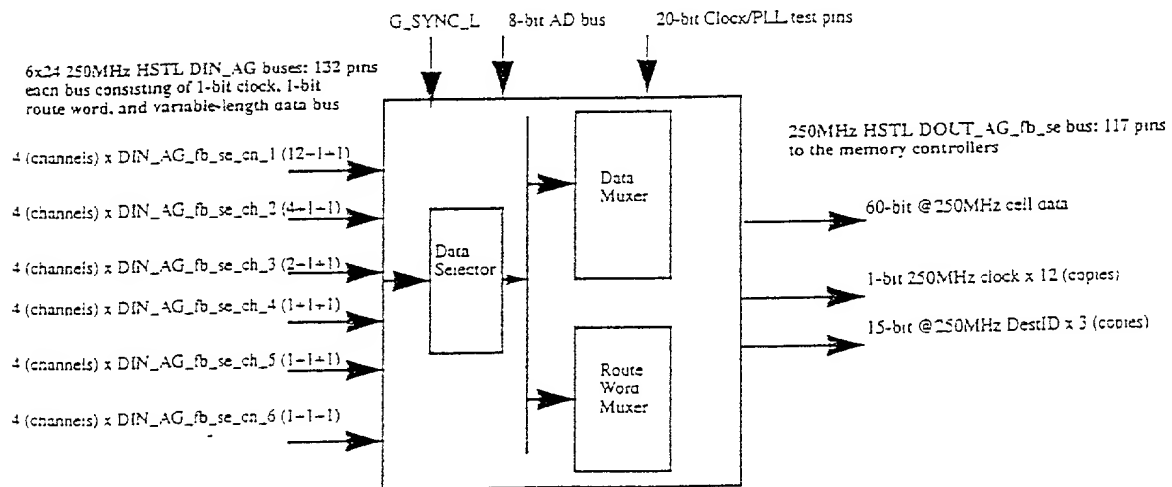 G_SYNC_L
8-bit AD bus
20-bit Clocx/PLL test pins
6x24 250MHz HSTL DIN_AG buses: 132 pins
each bus consisting of 1-bit clock, 1-bit
route word, and variable-length data bus
250MHz HSTL DOUT_AG_fb_se bus: 117 pins
to the memory controllers
4 (channels) x DIN_AG_fb_se_cn_1 (12-1+1)
4 (channels) x DIN_AG_fb_se_ch_2 (4-1+1)
4 (channels) x DIN_AG_fb_se_ch_3 (2-1+1)
4 (channels) x DIN_AG_fb_se_ch_4 (1+1+1)
4 (channels) x DIN_AG_fb_se_ch_5 (1-1+1)
4 (channels) x DIN_AG_fb_se_cn_6 (1-1-1)
Data
Selector
Data
Muxer
Route
Word
Muxer
60-bit @250MHz cell data
1-bit 250MHz clock x 12 (copies)
15-bit @250MHz DestID x 3 (copies)